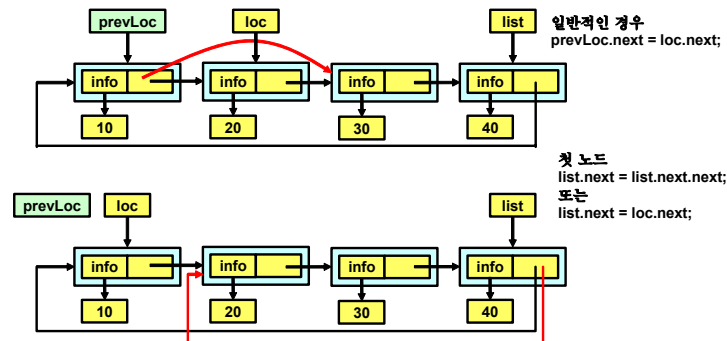 prevLoc loc list 일반적인 경우
prevLoc.next = loc.next;
info info info info
10 20 30 40
첫 노드
list.next = list.next.next;
또는
list.next = loc.next;
prevLoc loc list
info info info info
10 20 30 40